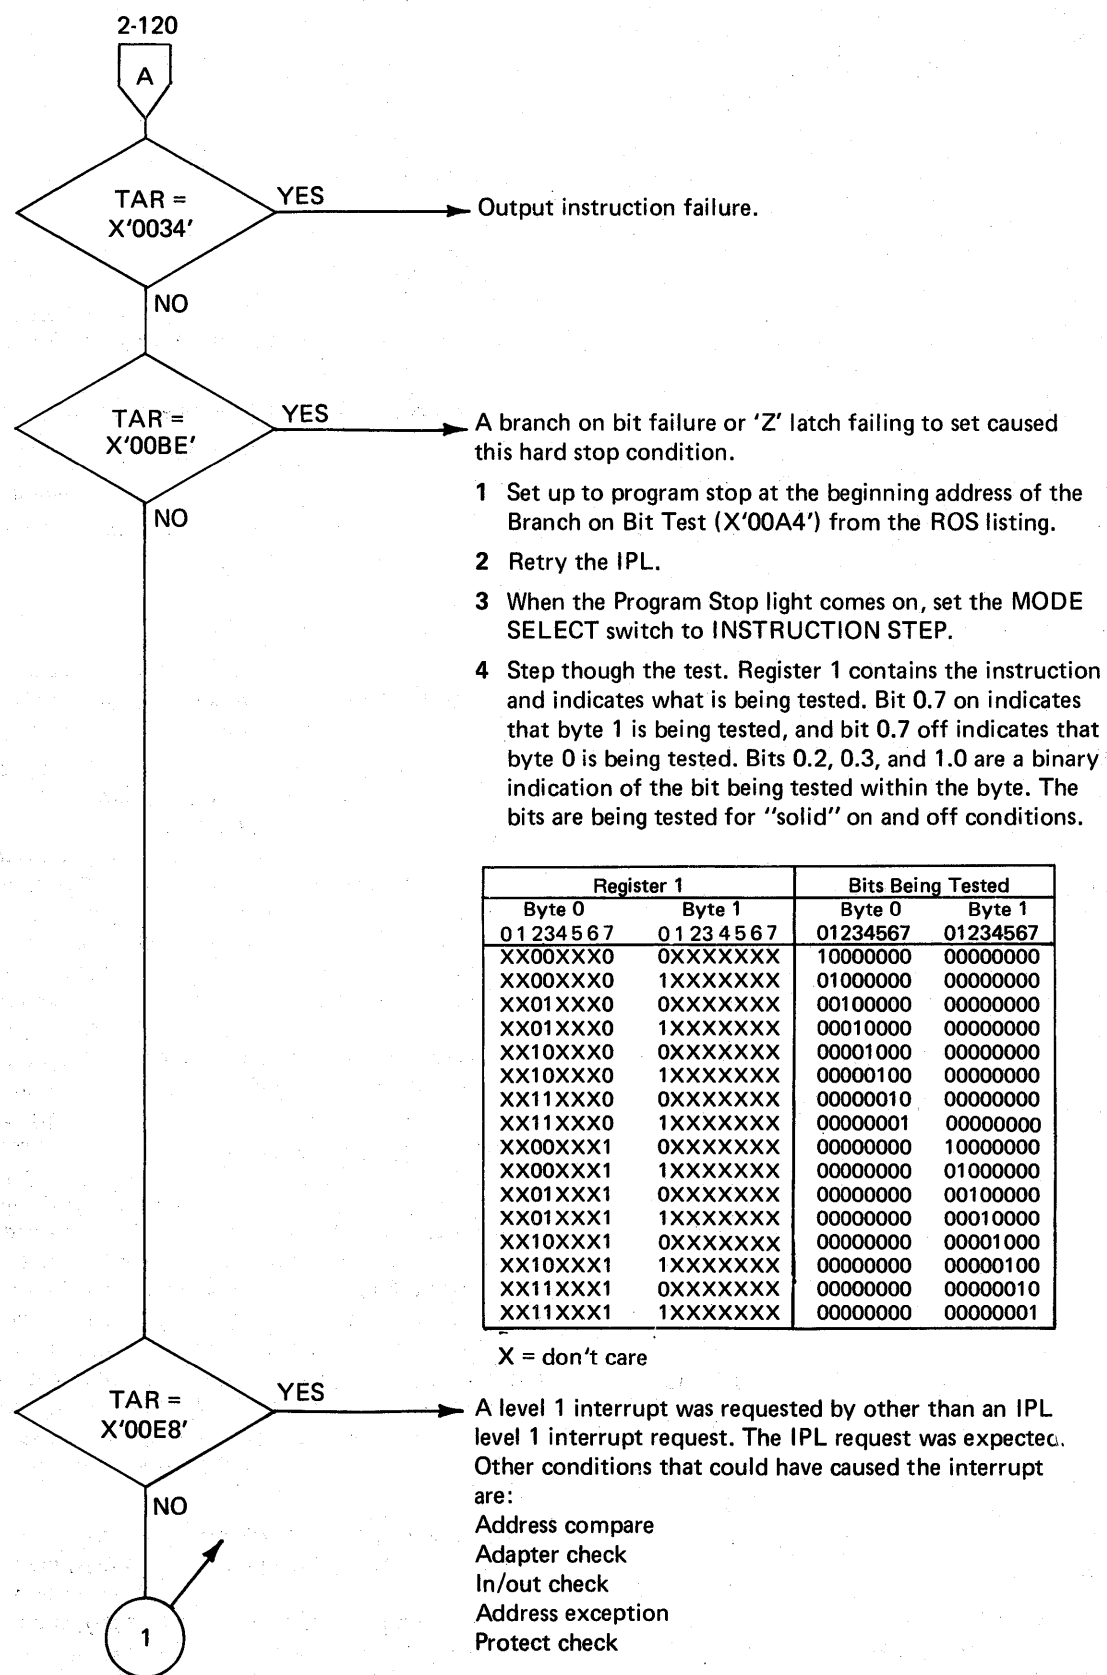 2-120
A
TAR =
X'0034'
YES
Output instruction failure.
NO
TAR =
X'00BE'
YES
A branch on bit failure or 'Z' latch failing to set caused
this hard stop condition.
NO
1 Set up to program stop at the beginning address of the
Branch on Bit Test (X'00A4') from the ROS listing.
2 Retry the IPL.
3 When the Program Stop light comes on, set the MODE
SELECT switch to INSTRUCTION STEP.
4 Step though the test. Register 1 contains the instruction
and indicates what is being tested. Bit 0.7 on indicates
that byte 1 is being tested, and bit 0.7 off indicates that
byte 0 is being tested. Bits 0.2, 0.3, and 1.0 are a binary
indication of the bit being tested within the byte. The
bits are being tested for "solid" on and off conditions.
Register 1 Bits Being Tested
Byte 0 Byte 1 Byte 0 Byte 1
01234567 01234567 01234567 01234567
XX00XXX0 0XXXXXXX 10000000 00000000
XX00XXX0 1XXXXXXX 01000000 00000000
XX01XXX0 0XXXXXXX 00100000 00000000
XX01XXX0 1XXXXXXX 00010000 00000000
XX10XXX0 0XXXXXXX 00001000 00000000
XX10XXX0 1XXXXXXX 00000100 00000000
XX11XXX0 0XXXXXXX 00000010 00000000
XX11XXX0 1XXXXXXX 00000001 00000000
XX00XXX1 0XXXXXXX 00000000 10000000
XX00XXX1 1XXXXXXX 00000000 01000000
XX01XXX1 0XXXXXXX 00000000 00100000
XX01XXX1 1XXXXXXX 00000000 00010000
XX10XXX1 0XXXXXXX 00000000 00001000
XX10XXX1 1XXXXXXX 00000000 00000100
XX11XXX1 0XXXXXXX 00000000 00000010
XX11XXX1 1XXXXXXX 00000000 00000001
X = don't care
TAR =
X'00E8'
YES
A level 1 interrupt was requested by other than an IPL
level 1 interrupt request. The IPL request was expected.
Other conditions that could have caused the interrupt
are:
Address compare
Adapter check
In/out check
Address exception
Protect check
NO
1